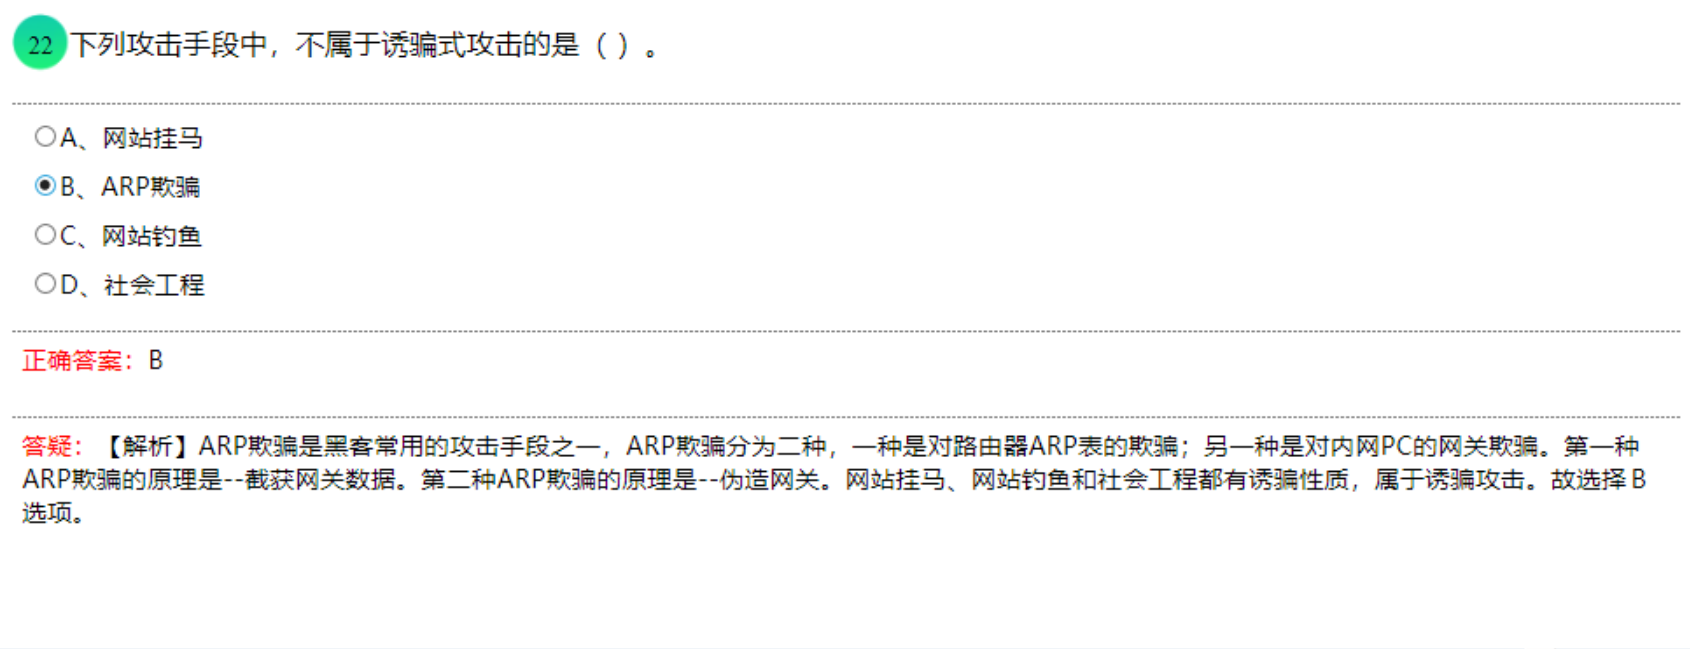 22 下列攻击手段中，不属于诱骗式攻击的是（ ）。
A、网站挂马
B、ARP欺骗
C、网站钓鱼
D、社会工程
正确答案：B
答疑：【解析】ARP欺骗是黑客常用的攻击手段之一，ARP欺骗分为二种，一种是对路由器ARP表的欺骗；另一种是对内网PC的网关欺骗。第一种
ARP欺骗的原理是--截获网关数据。第二种ARP欺骗的原理是--伪造网关。网站挂马、网站钓鱼和社会工程都有诱骗性质，属于诱骗攻击。故选择 B
选项。